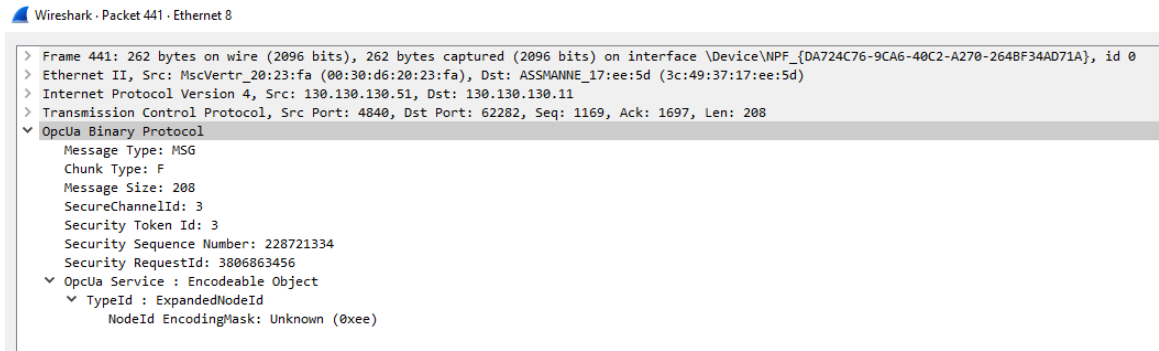 Wireshark · Packet 441 · Ethernet 8
Frame 441: 262 bytes on wire (2096 bits), 262 bytes captured (2096 bits) on interface \Device\NPF_{DA724C76-9CA6-40C2-A270-264BF34AD71A}, id 0
Ethernet II, Src: MscVertr_20:23:fa (00:30:d6:20:23:fa), Dst: ASSMANNE_17:ee:5d (3c:49:37:17:ee:5d)
Internet Protocol Version 4, Src: 130.130.130.51, Dst: 130.130.130.11
Transmission Control Protocol, Src Port: 4840, Dst Port: 62282, Seq: 1169, Ack: 1697, Len: 208
OpcUa Binary Protocol
Message Type: MSG
Chunk Type: F
Message Size: 208
SecureChannelId: 3
Security Token Id: 3
Security Sequence Number: 228721334
Security RequestId: 3806863456
OpcUa Service : Encodeable Object
TypeId : ExpandedNodeId
NodeId EncodingMask: Unknown (0xee)